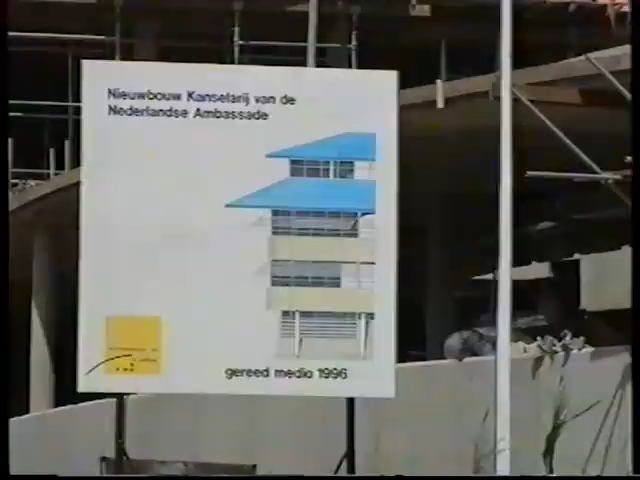 Nieuwbouw Kanselarij van de
Nederlandse Ambassade
gereed medio 1996